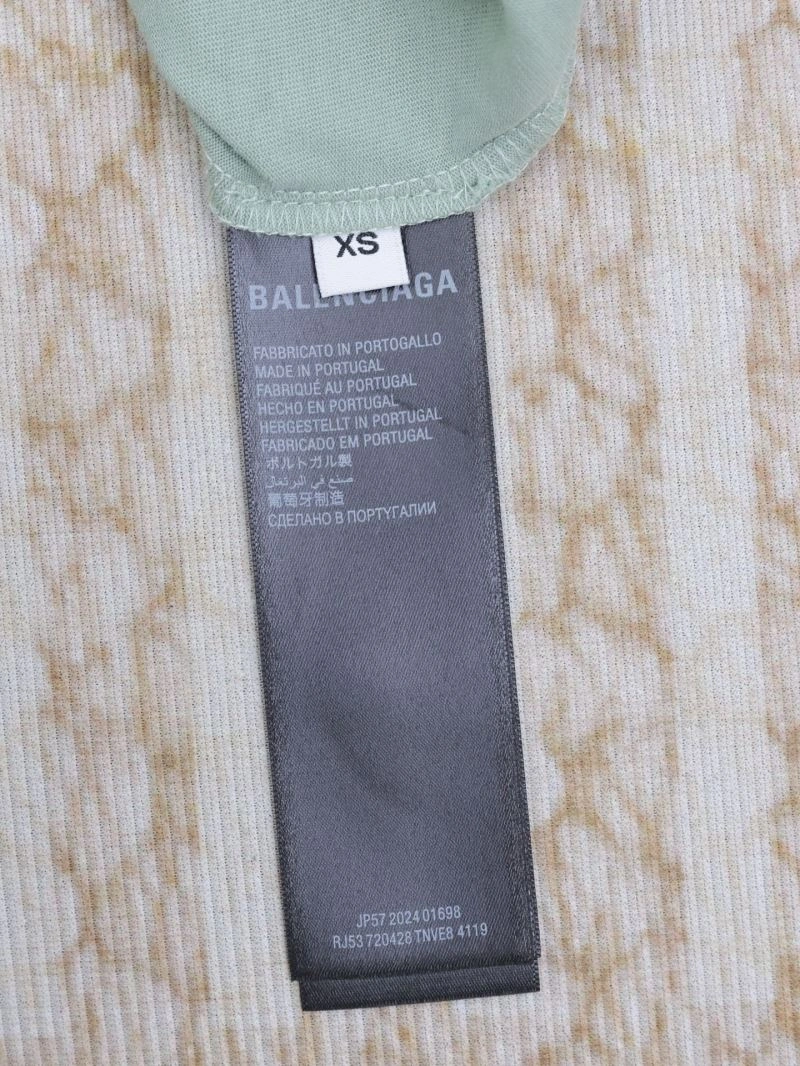 XS
BALENCIAGA
FABBRICATO IN PORTOGALLO
MADE IN PORTUGAL
FABRIQUÉ AU PORTUGAL
HECHO EN PORTUGAL
HERGESTELLT IN PORTUGAL
FABRICADO EM PORTUGAL
ポルトガル製
صنع في البرتغال
葡萄牙制造
СДЕЛАНО В ПОРТУГАЛИИ
JP57 2024 01698
RJ53 720428 TNVE8 4119